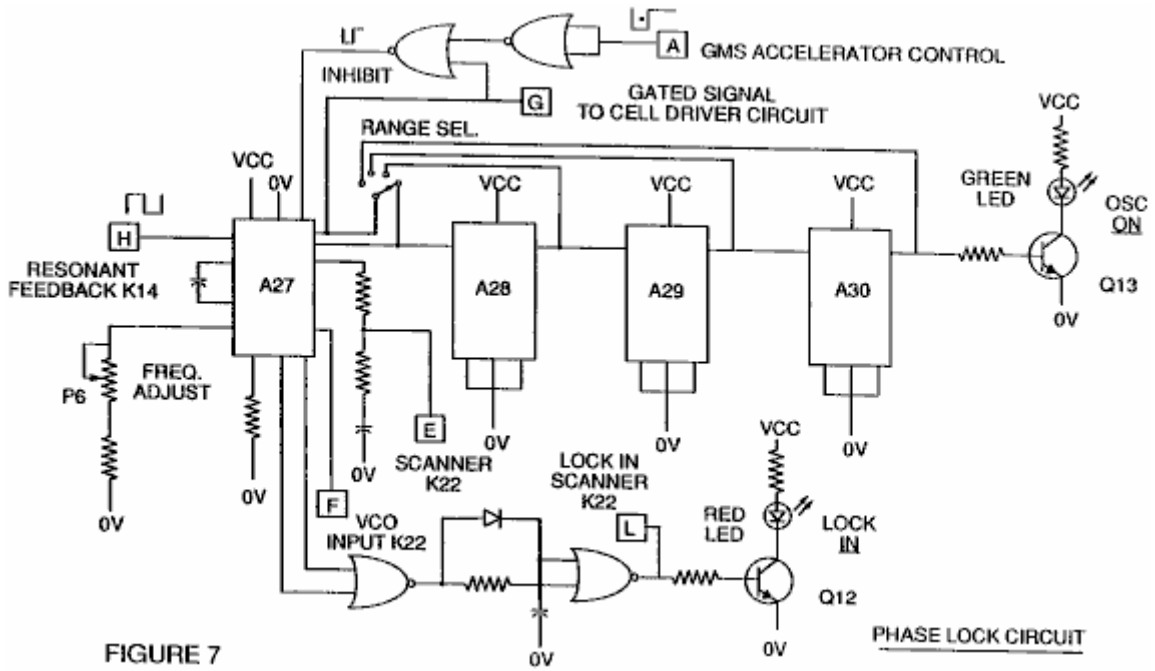 A
GMS ACCELERATOR CONTROL
INHIBIT
G
GATED SIGNAL
TO CELL DRIVER CIRCUIT
VCC
RANGE SEL.
VCC
0V
VCC
VCC
VCC
GREEN
LED
OSC
ON
H
RESONANT
FEEDBACK K14
A27
A28
A29
A30
Q13
0V
P6
FREQ.
ADJUST
E
SCANNER
K22
0V
0V
0V
0V
LOCK IN
SCANNER
K22
VCC
0V
0V
F
VCO
INPUT K22
L
RED
LED
LOCK
IN
Q12
0V
0V
FIGURE 7
PHASE LOCK CIRCUIT